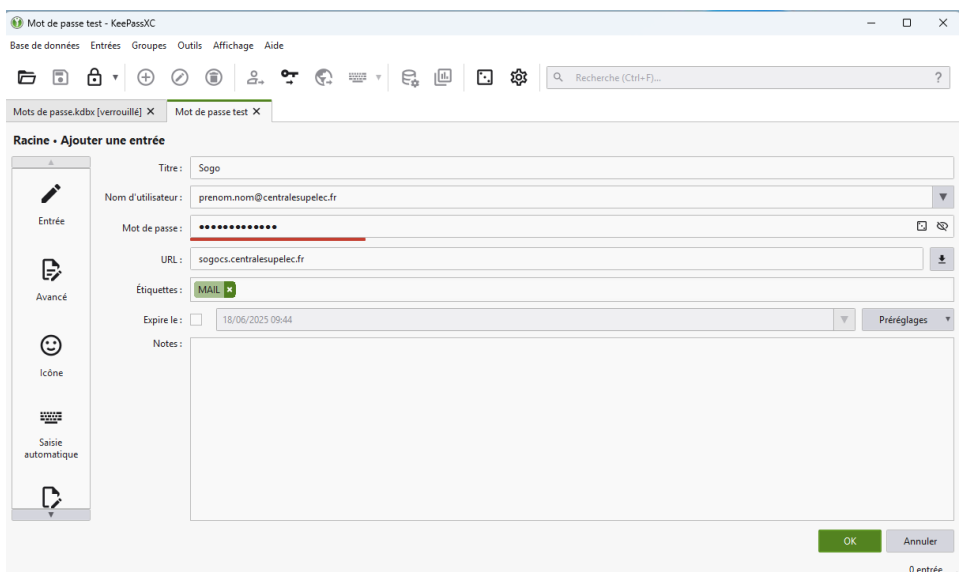 Mot de passe test - KeePassXC
Base de données Entrées Groupes Outils Affichage Aide
Recherche (Ctrl+F)... ?
Mots de passe.kdbx [verrouillé] Mot de passe test
Racine • Ajouter une entrée
Titre : Sogo
Nom d'utilisateur : prenom.nom@centralesupelec.fr
Entrée
Mot de passe : •••••••••••••
URL : sogocs.centralesupelec.fr
Étiquettes : MAIL
Avancé
Expire le : 18/06/2025 09:44 Préréglages
Notes :
Icône
Saisie
automatique
OK Annuler
0 entrée